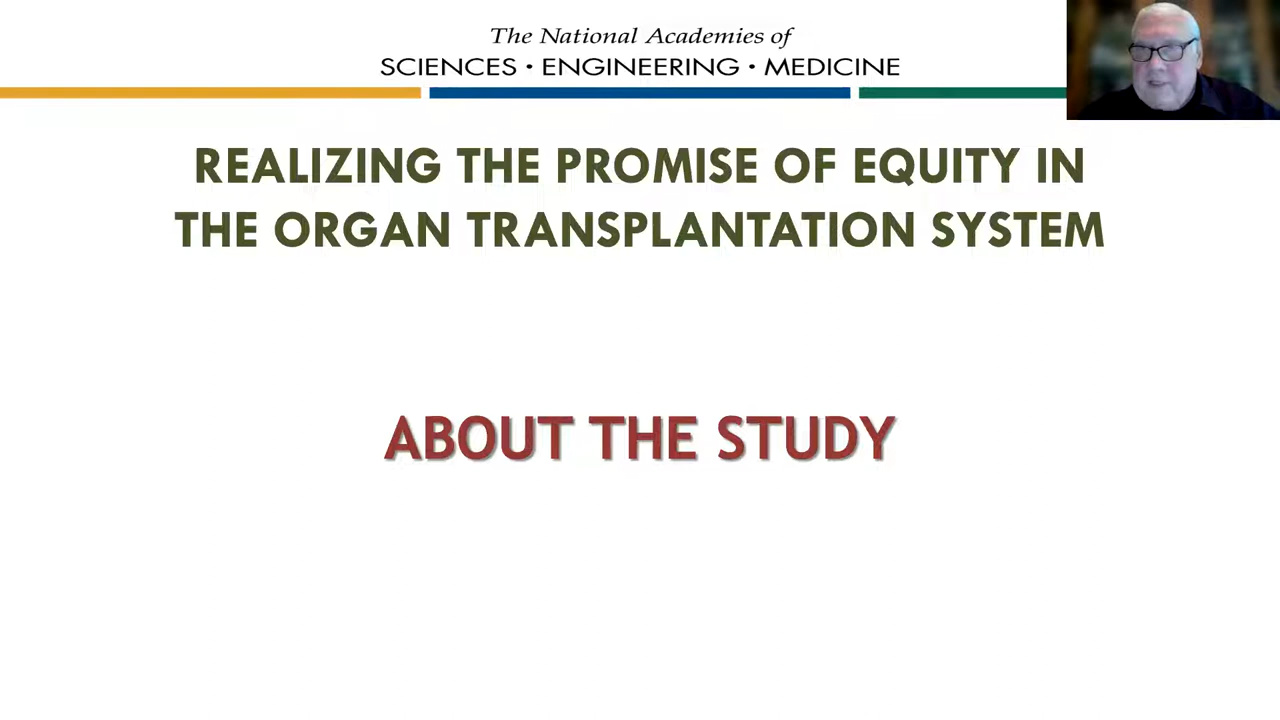 The National Academies of
SCIENCES • ENGINEERING • MEDICINE
REALIZING THE PROMISE OF EQUITY IN
THE ORGAN TRANSPLANTATION SYSTEM
ABOUT THE STUDY